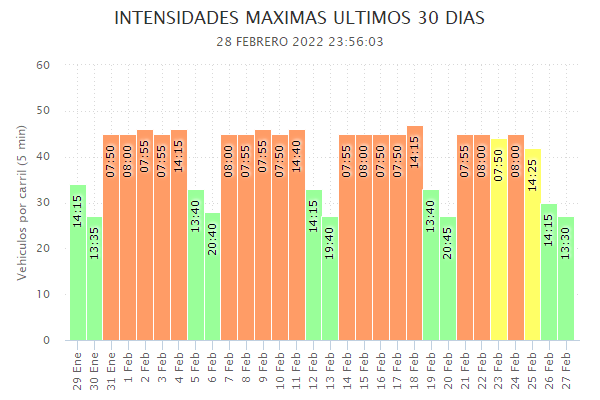 INTENSIDADES MAXIMAS ULTIMOS 30 DIAS
28 FEBRERO 2022 23:56:03
Vehiculos por carril (5 min)
60
50
40
30
20
10
0
14:15
13:35
07:50
08:00
07:55
07:55
14:15
13:40
20:40
08:00
07:55
07:55
07:50
11:40
14:15
19:40
07:55
08:00
07:50
07:50
14:15
13:40
20:45
07:55
08:00
07:50
08:00
14:25
14:15
13:30
29 Ene
30 Ene
31 Ene
1 Feb
2 Feb
3 Feb
4 Feb
5 Feb
6 Feb
7 Feb
8 Feb
9 Feb
10 Feb
11 Feb
12 Feb
13 Feb
14 Feb
15 Feb
16 Feb
17 Feb
18 Feb
19 Feb
20 Feb
21 Feb
22 Feb
23 Feb
24 Feb
25 Feb
26 Feb
27 Feb